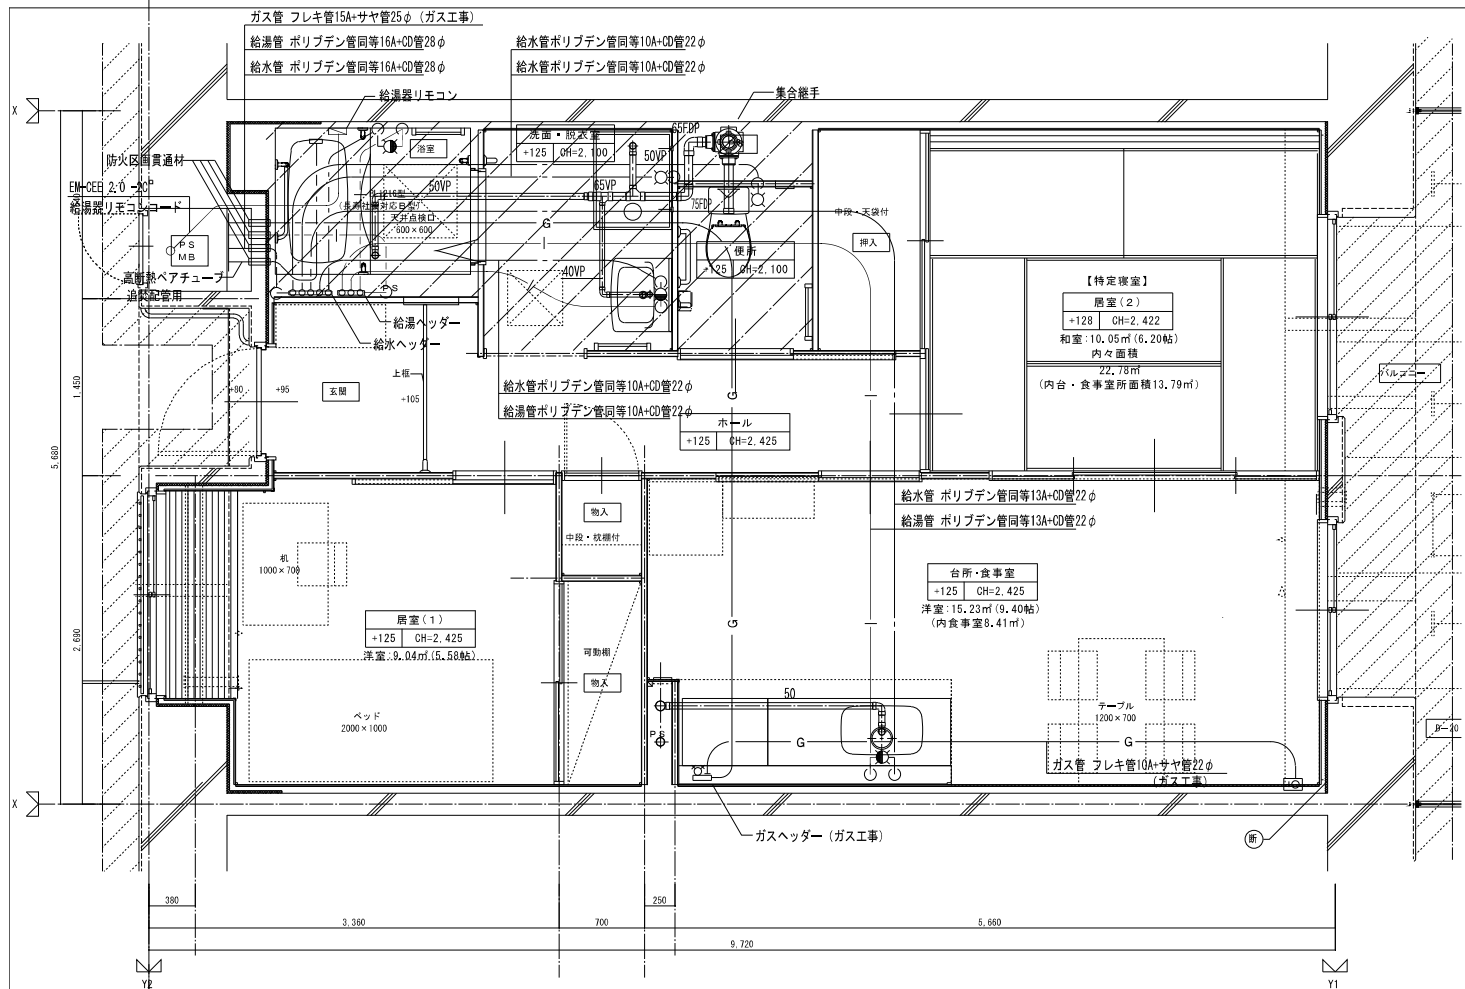 ガス管 フレキ管15A+サヤ管25φ (ガス工事)
給湯管 ポリブデン管同等16A+CD管28φ
給水管 ポリブデン管同等16A+CD管28φ
給水管ポリブデン管同等10A+CD管22φ
給水管ポリブデン管同等10A+CD管22φ
集合継手
給湯器リモコン
X
65FDP
洗面・脱衣室
+125 CH=2,100
浴室
50VP
防火区画貫通材
EM-CEE 2.0 -2C
給湯器リモコンコード
50VP
65VP
75FDP
天井点検口
600×600
中段・天袋付
押入
G
PS
MB
便所
+125 CH=2,100
高断熱ペアチューブ
追焚配管用
40VP
PS
【特定寝室】
居室(2)
+128 CH=2,422
和室:10.05㎡(6.20帖)
内々面積
22.78㎡
(内台・食事室所面積13.79㎡)
給湯ヘッダー
給水ヘッダー
上框
玄関
+80
+95
+105
給水管ポリブデン管同等10A+CD管22φ
給湯管ポリブデン管同等10A+CD管22φ
G
ホール
+125 CH=2,425
バルコニー
1,450
5,680
2,690
物入
中段・枕棚付
給水管 ポリブデン管同等13A+CD管22φ
給湯管 ポリブデン管同等13A+CD管22φ
机
1000×700
台所・食事室
+125 CH=2,425
洋室:15.23㎡(9.40帖)
(内食事室8.41㎡)
居室(1)
+125 CH=2,425
洋室:9.04㎡(5.58帖)
G
可動棚
物入
ベッド
2000×1000
50
PS
テーブル
1200×700
G
G
D-20
ガス管 フレキ管10A+サヤ管22φ
(ガス工事)
X
ガスヘッダー (ガス工事)
断
380
250
3,360
700
5,660
9,720
Y2
Y1